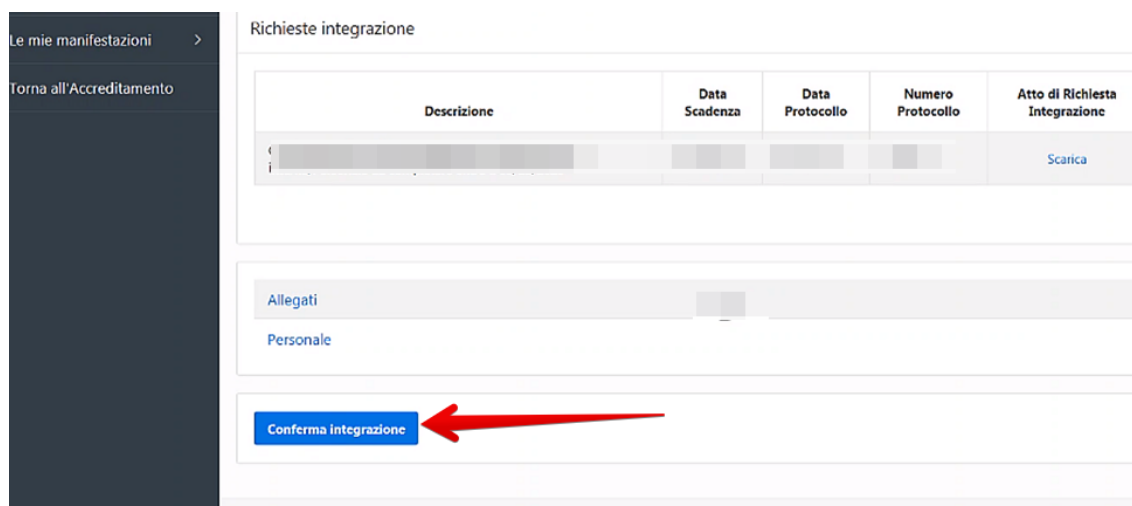 Le mie manifestazioni
Richieste integrazione
Torna all'Accreditamento
Descrizione
Data
Scadenza
Data
Protocollo
Numero
Protocollo
Atto di Richiesta
Integrazione
Scarica
Allegati
Personale
Conferma integrazione